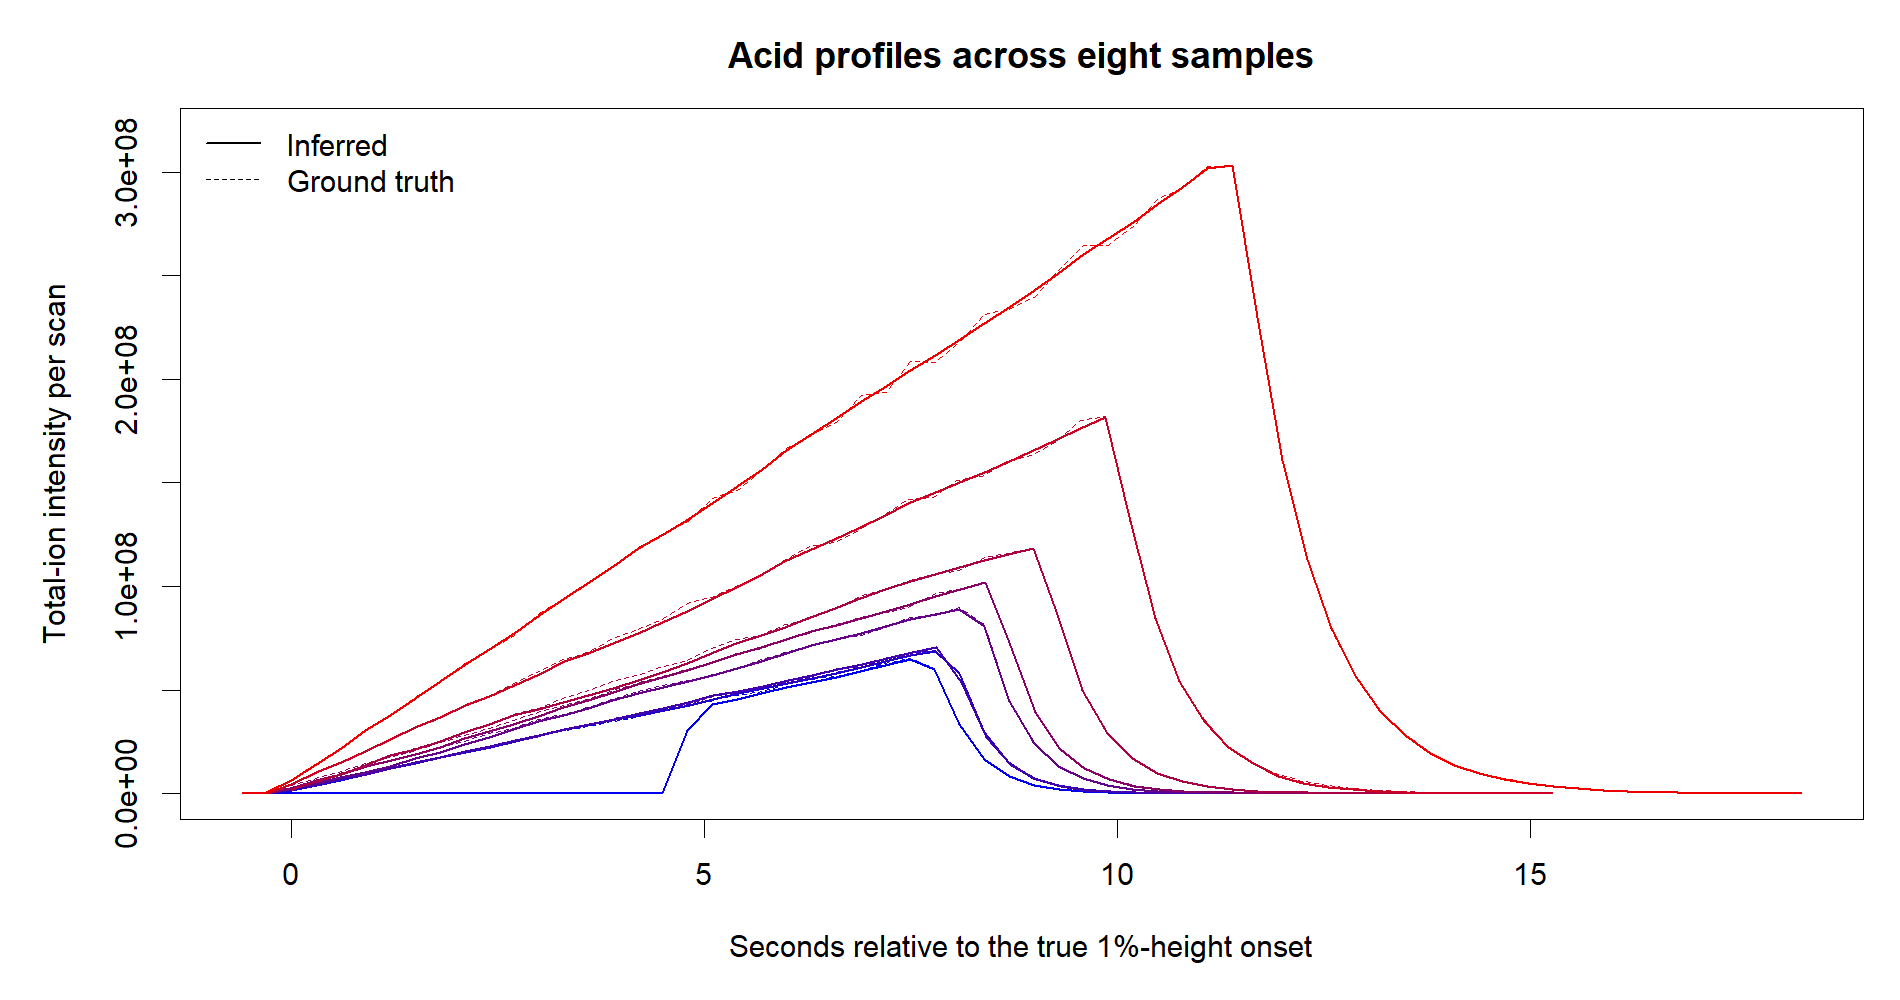 Acid profiles across eight samples
Inferred
Ground truth
Total-ion intensity per scan
3.0e+08
2.0e+08
1.0e+08
0.0e+00
0 5 10 15
Seconds relative to the true 1%-height onset